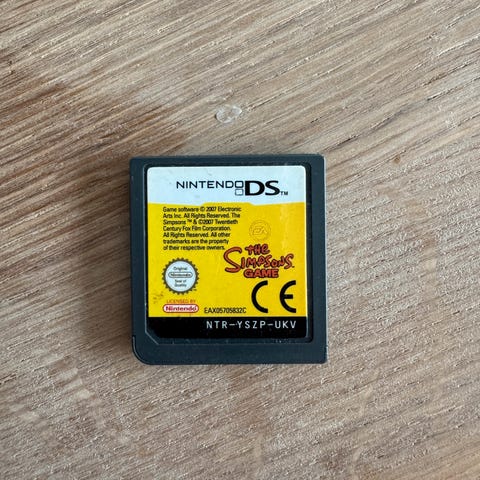 NINTENDO DS™
Game software © 2007 Electronic
Arts Inc. All Rights Reserved. The
Simpsons ™ & ©2007 Twentieth
Century Fox Film Corporation.
All Rights Reserved. All other
trademarks are the property
of their respective owners.
EA
THE
SIMPSONS
GAME
Original
Nintendo
Seal of
Quality
LICENSED BY
Nintendo
EAX05705832C
CE
NTR-YSZP-UKV